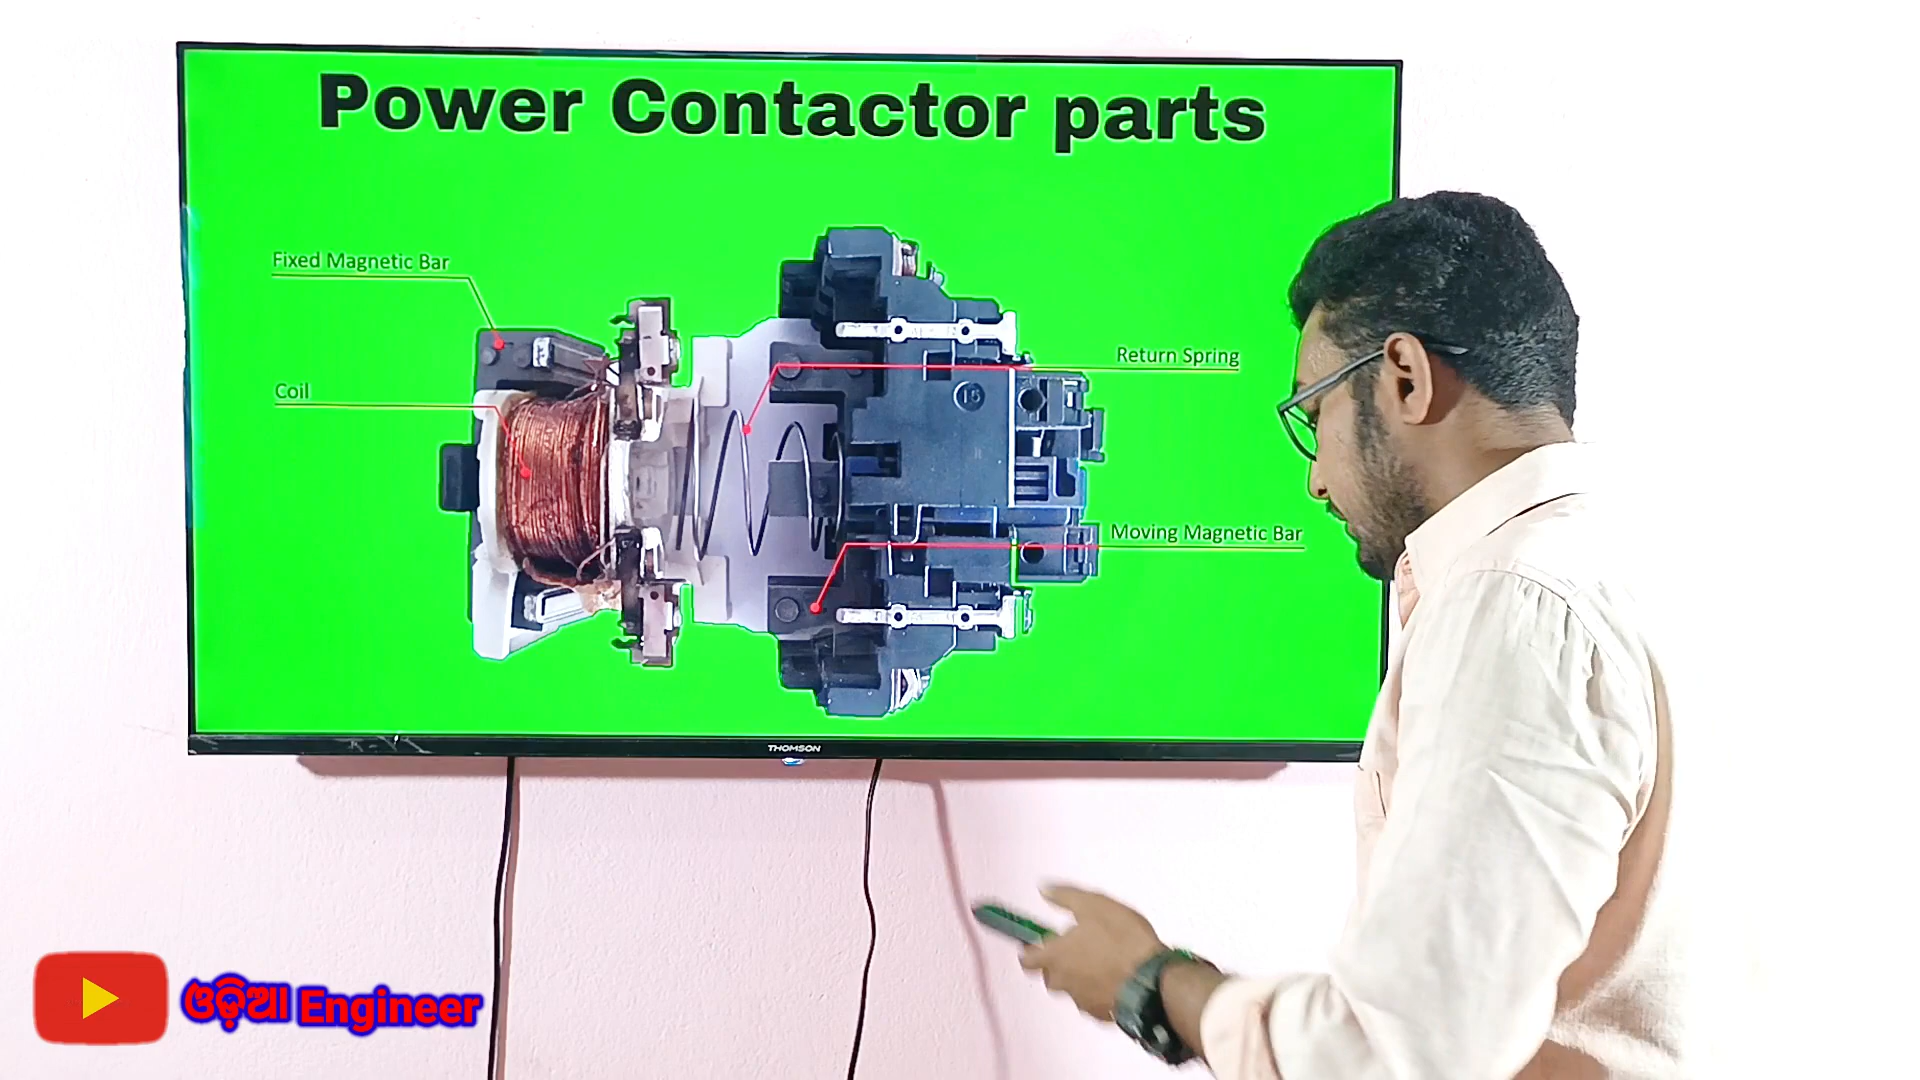 Power Contactor parts
Fixed Magnetic Bar
Coil
Return Spring
15
Moving Magnetic Bar
THOMSON
ଓଡ଼ିଆ Engineer